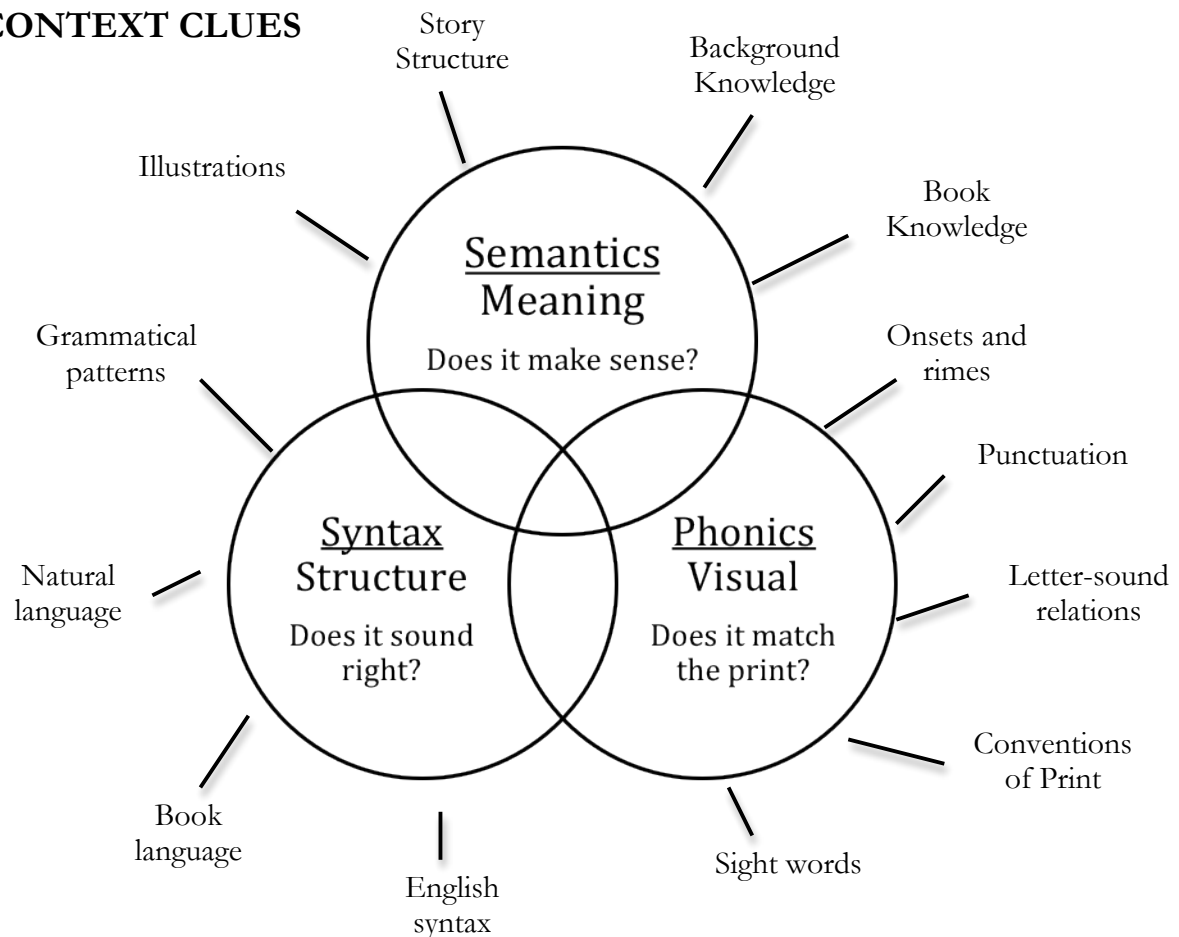 CONTEXT CLUES
Story
Structure
Background
Knowledge
Illustrations
Book
Knowledge
Semantics
Meaning
Does it make sense?
Grammatical
patterns
Onsets and
rimes
Punctuation
Syntax
Structure
Does it sound
right?
Phonics
Visual
Does it match
the print?
Natural
language
Letter-sound
relations
Conventions
of Print
Book
language
Sight words
English
syntax